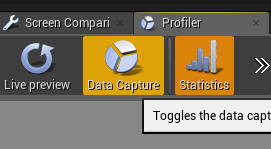 Screen Compari
Profiler
Live preview
Data Capture
Statistics
Toggles the data capt